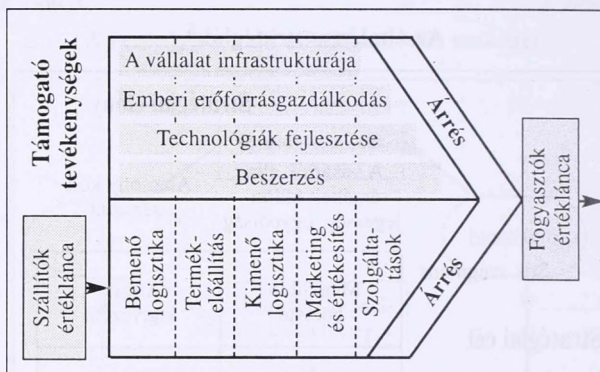 Támogató
tevékenységek
A vállalat infrastruktúrája
Emberi erőforrásgazdálkodás
Technológiák fejlesztése
Beszerzés
Szállítók
értéklánca
Bemenő
logisztika
Termék-
előállítás
Kimenő
logisztika
Marketing
és értékesítés
Szolgálta-
tások
Árrés
Árrés
Fogyasztók
értéklánca